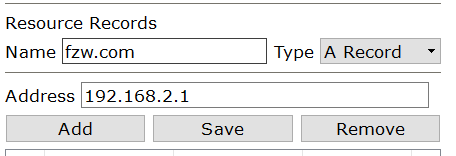 Resource Records
Name fzw.com Type A Record
Address 192.168.2.1
Add Save Remove